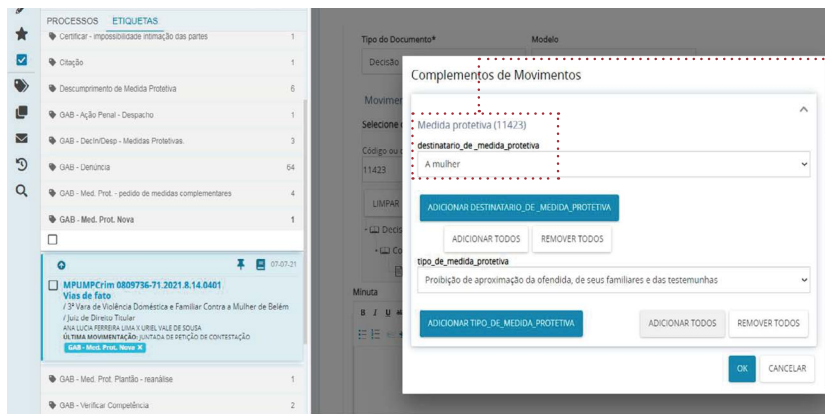 PROCESSOS ETIQUETAS
Certificar - impossibilidade intimação das partes 1
Citação 1
Descumprimento de Medida Protetiva 6
GAB - Ação Penal - Despacho 1
GAB - Decin/Desp - Medidas Protetivas. 3
GAB - Denúncia 64
GAB - Med. Prot. - pedido de medidas complementares 4
GAB - Med. Prot. Nova 1
07-07-21
MPUMPCrim 0809736-71.2021.8.14.0401
Vias de fato
/ 3ª Vara de Violência Doméstica e Familiar Contra a Mulher de Belém
/ Juiz de Direito Titular
ANA LUCIA FERREIRA LIMA X URIEL VALE DE SOUSA
ÚLTIMA MOVIMENTAÇÃO: JUNTADA DE PETIÇÃO DE CONTESTAÇÃO
GAB - Med. Prot. Nova X
GAB - Med. Prot. Plantão - reanálise 1
GAB - Verificar Competência 2
Tipo do Documento* Modelo
Decisão
Movimen
Selecione
Código ou
11423
LIMPAR
Decis
Co
Minuta
B I U
Complementos de Movimentos
Medida protetiva (11423)
destinatario_de _medida_protetiva
A mulher
ADICIONAR DESTINATARIO_DE _MEDIDA_PROTETIVA
ADICIONAR TODOS REMOVER TODOS
tipo_de_medida_protetiva
Proibição de aproximação da ofendida, de seus familiares e das testemunhas
ADICIONAR TIPO_DE_MEDIDA_PROTETIVA ADICIONAR TODOS REMOVER TODOS
OK CANCELAR